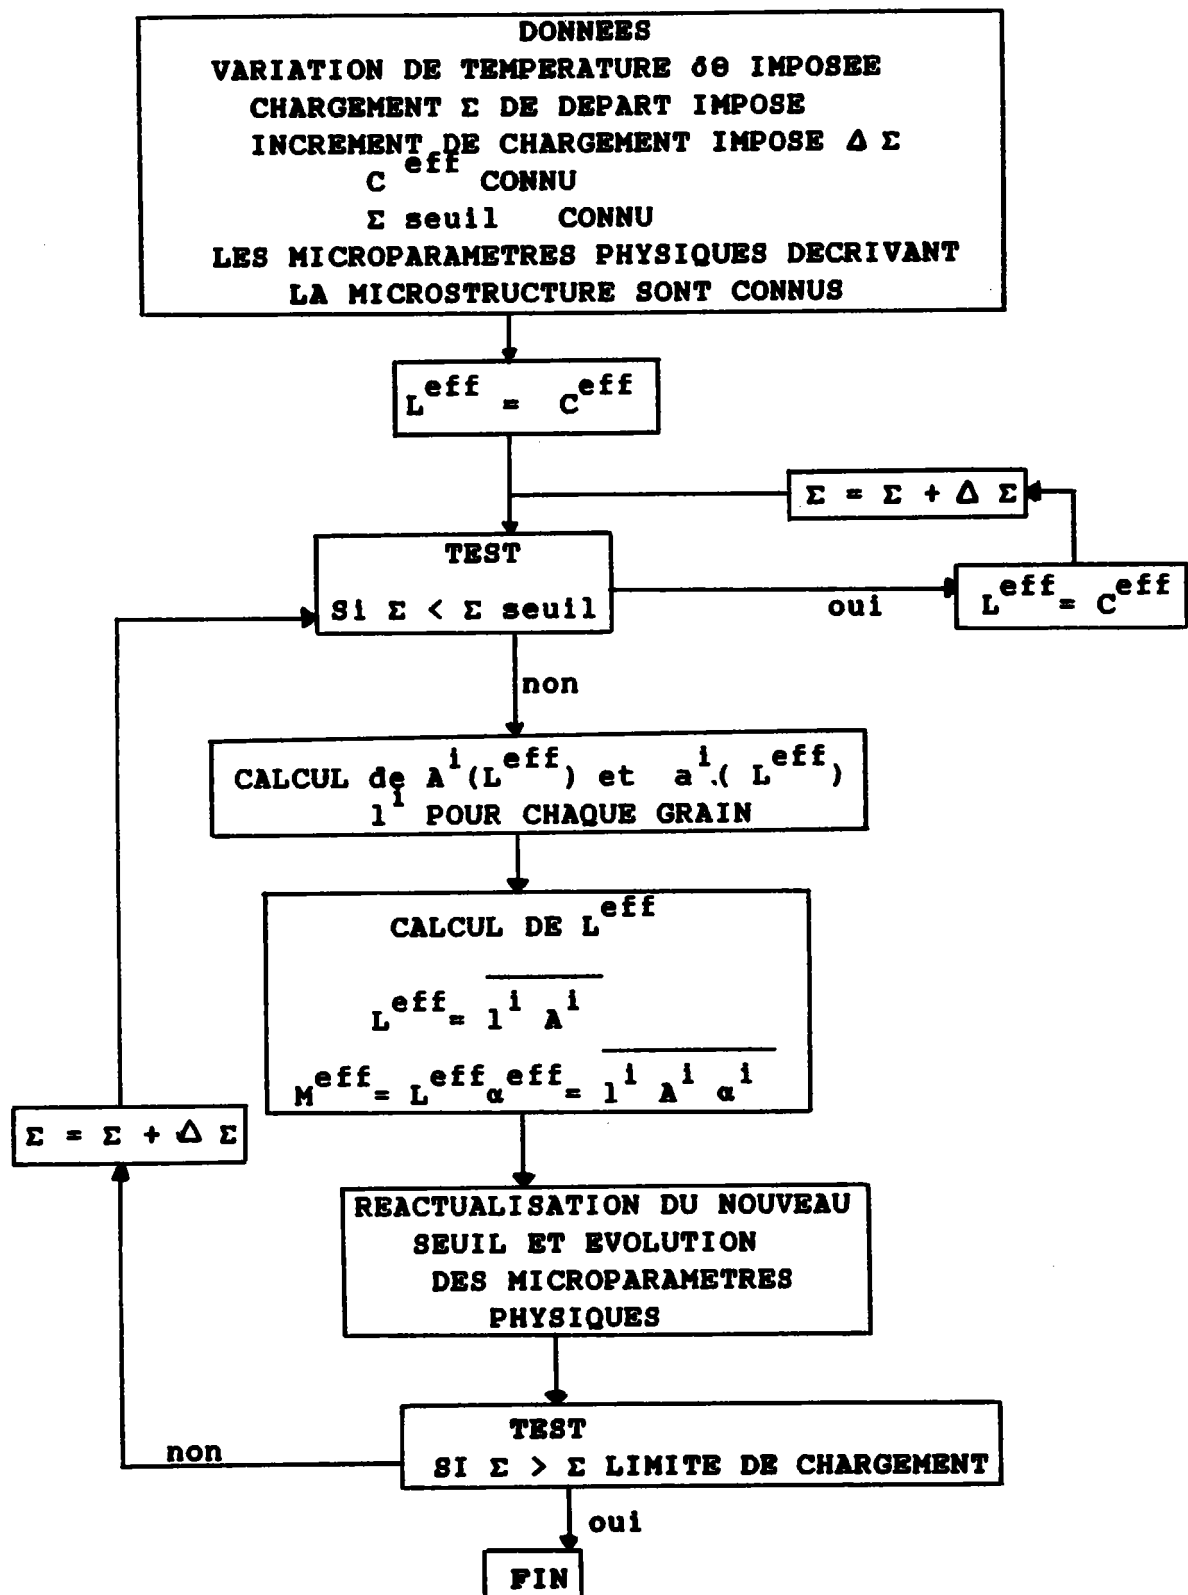 DONNEES
VARIATION DE TEMPERATURE δθ IMPOSEE
CHARGEMENT Σ DE DEPART IMPOSE
INCREMENT DE CHARGEMENT IMPOSE Δ Σ
C^eff CONNU
Σ seuil CONNU
LES MICROPARAMETRES PHYSIQUES DECRIVANT
LA MICROSTRUCTURE SONT CONNUS
L^eff = C^eff
Σ = Σ + Δ Σ
TEST
Si Σ < Σ seuil
oui
L^eff = C^eff
non
CALCUL de A^i (L^eff) et a^i ( L^eff)
l^i POUR CHAQUE GRAIN
CALCUL DE L^eff
L^eff = \overline{l^i A^i}
M^eff = L^eff α^eff = \overline{l^i A^i α^i}
Σ = Σ + Δ Σ
REACTUALISATION DU NOUVEAU
SEUIL ET EVOLUTION
DES MICROPARAMETRES
PHYSIQUES
TEST
SI Σ > Σ LIMITE DE CHARGEMENT
non
oui
FIN